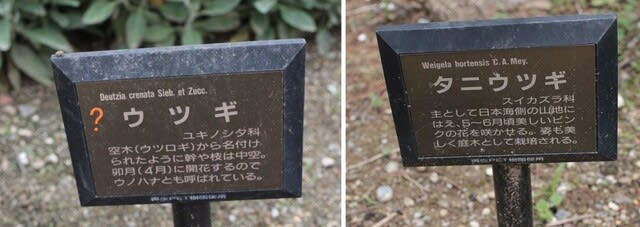 Deutzia crenata Sieb. et Zucc.
? ウツギ
ユキノシタ科
空木(ウツロギ)から名付け
られたように幹や枝は中空。
卯月(4月)に開花するので
ウノハナとも呼ばれている。
Weigela hortensis C.A.Mey.
タニウツギ
スイカズラ科
主として日本海側の山地に
はえ、5～6月頃美しいピン
クの花を咲かせる。姿も美
しく庭木として栽培される。